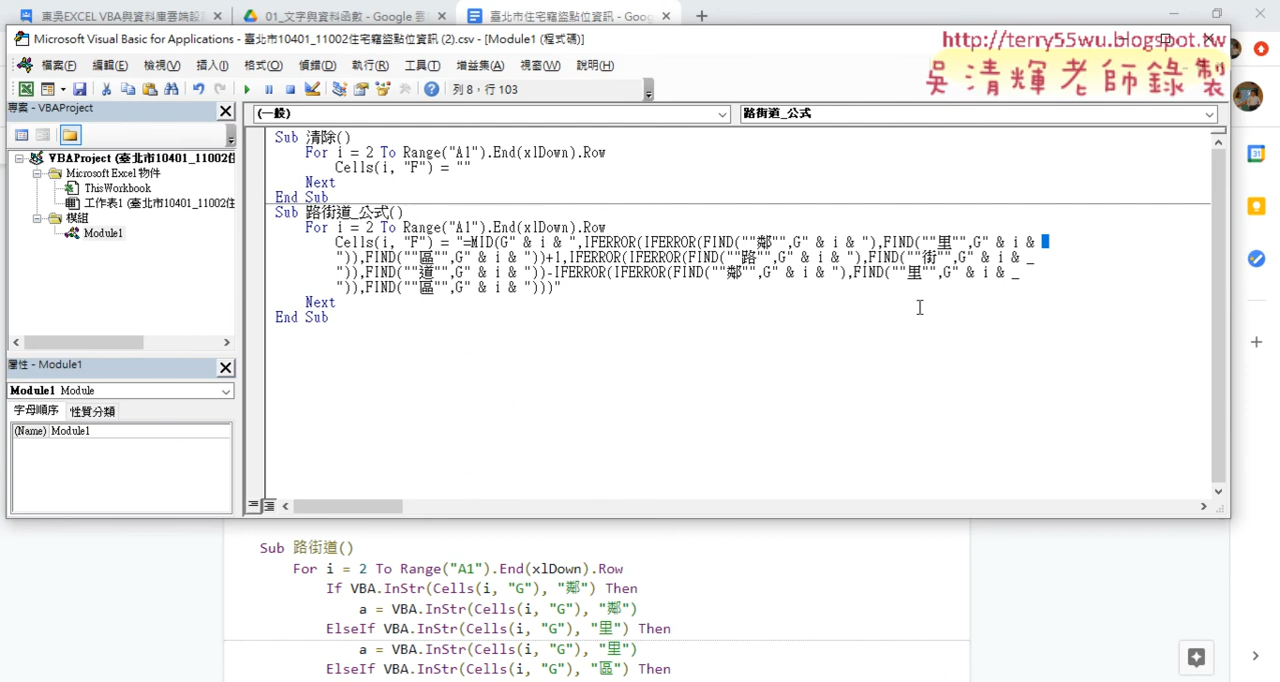 東吳EXCEL VBA與資料庫雲端設
01_文字與資料函數 - Google 雲
臺北市住宅竊盜點位資訊 - Goog
Microsoft Visual Basic for Applications - 臺北市10401_11002住宅竊盜點位資訊 (2).csv - [Module1 (程式碼)]
http://terry55wu.blogspot.tw
吳清輝老師錄製
檔案(F) 編輯(E) 檢視(V) 插入(I) 格式(O) 偵錯(D) 執行(R) 工具(T) 增益集(A) 視窗(W) 說明(H)
列 8，行 103
專案 - VBAProject
(一般)
路街道_公式
VBAProject (臺北市10401_11002住
Microsoft Excel 物件
ThisWorkbook
工作表1 (臺北市10401_11002住
模組
Module1
屬性 - Module1
Module1 Module
字母順序 性質分類
(Name) Module1
Sub 清除()
For i = 2 To Range("A1").End(xlDown).Row
Cells(i, "F") = ""
Next
End Sub
Sub 路街道_公式()
For i = 2 To Range("A1").End(xlDown).Row
Cells(i, "F") = "=MID(G" & i & ",IFERROR(IFERROR(FIND(""鄰"",G" & i & "),FIND(""里"",G" & i &
")),FIND(""區"",G" & i & "))+1,IFERROR(IFERROR(FIND(""路"",G" & i & "),FIND(""街"",G" & i & _
")),FIND(""道"",G" & i & "))-IFERROR(IFERROR(FIND(""鄰"",G" & i & "),FIND(""里"",G" & i & _
")),FIND(""區"",G" & i & ")))"
Next
End Sub
Sub 路街道()
For i = 2 To Range("A1").End(xlDown).Row
If VBA.InStr(Cells(i, "G"), "鄰") Then
a = VBA.InStr(Cells(i, "G"), "鄰")
ElseIf VBA.InStr(Cells(i, "G"), "里") Then
a = VBA.InStr(Cells(i, "G"), "里")
ElseIf VBA.InStr(Cells(i, "G"), "區") Then